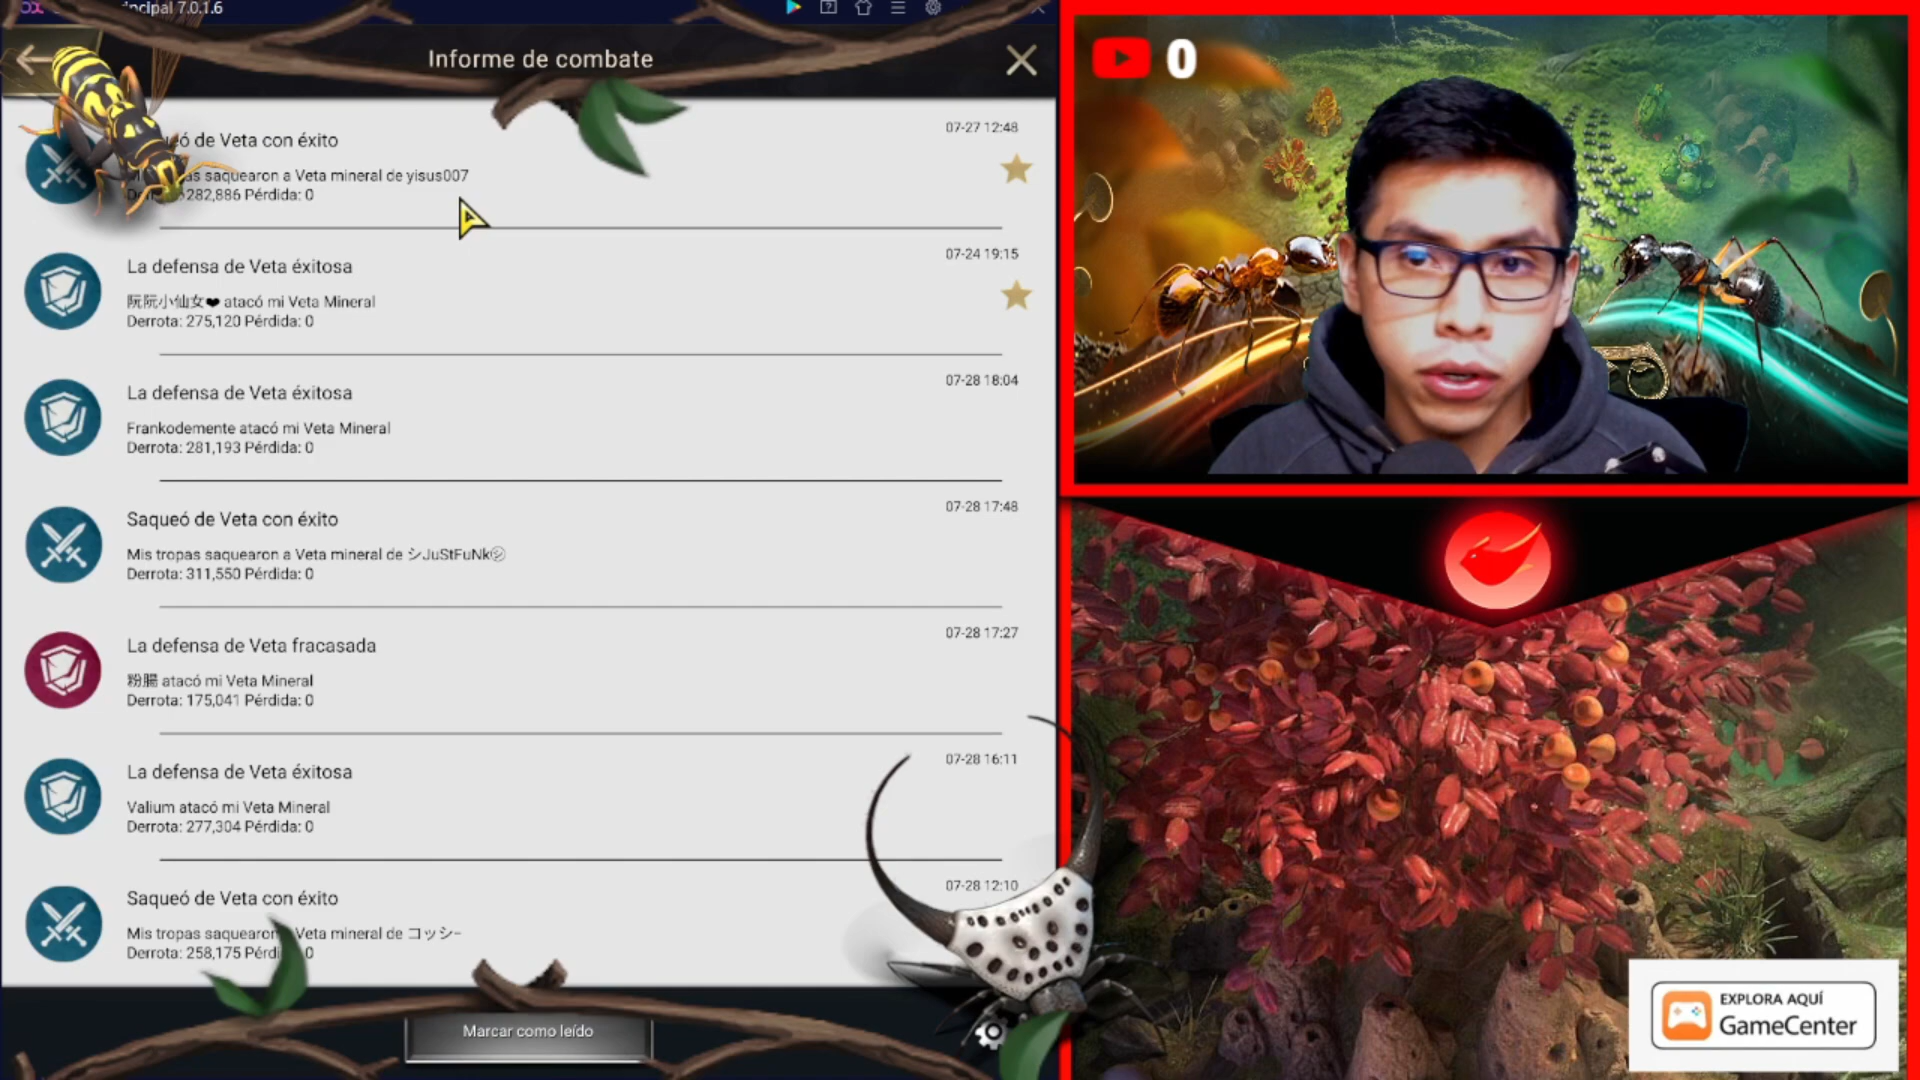 7.0.1.6
Informe de combate
de Veta con éxito
07-27 12:48
saquearon a Veta mineral de yisus007
282,886 Pérdida: 0
La defensa de Veta éxitosa
07-24 19:15
阮阮小仙女❤ atacó mi Veta Mineral
Derrota: 275,120 Pérdida: 0
La defensa de Veta éxitosa
07-28 18:04
Frankodemente atacó mi Veta Mineral
Derrota: 281,193 Pérdida: 0
Saqueó de Veta con éxito
07-28 17:48
Mis tropas saquearon a Veta mineral de シJuStFuNk㋛
Derrota: 311,550 Pérdida: 0
La defensa de Veta fracasada
07-28 17:27
粉腸 atacó mi Veta Mineral
Derrota: 175,041 Pérdida: 0
La defensa de Veta éxitosa
07-28 16:11
Valium atacó mi Veta Mineral
Derrota: 277,304 Pérdida: 0
Saqueó de Veta con éxito
07-28 12:10
Mis tropas saquearon Veta mineral de コッシー
Derrota: 258,175 0
Marcar como leído
0
EXPLORA AQUÍ
GameCenter